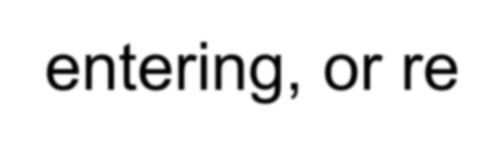 entering, or re